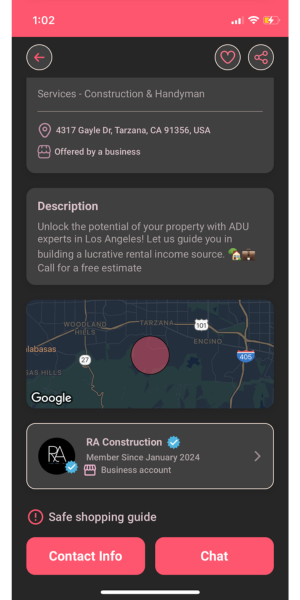 1:02
Services - Construction & Handyman
4317 Gayle Dr, Tarzana, CA 91356, USA
Offered by a business
Description
Unlock the potential of your property with ADU
experts in Los Angeles! Let us guide you in
building a lucrative rental income source. 🏡💼
Call for a free estimate
WOODLAND
HILLS
TARZANA
101
ENCINO
labasas
27
405
AS HILLS
Google
RA
RA Construction
Member Since January 2024
Business account
Safe shopping guide
Contact Info
Chat